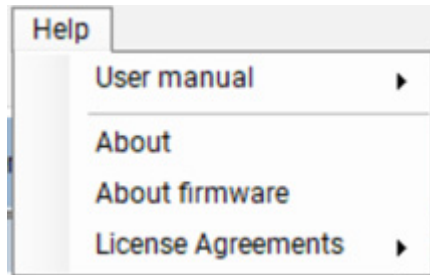 Help
User manual
About
About firmware
License Agreements